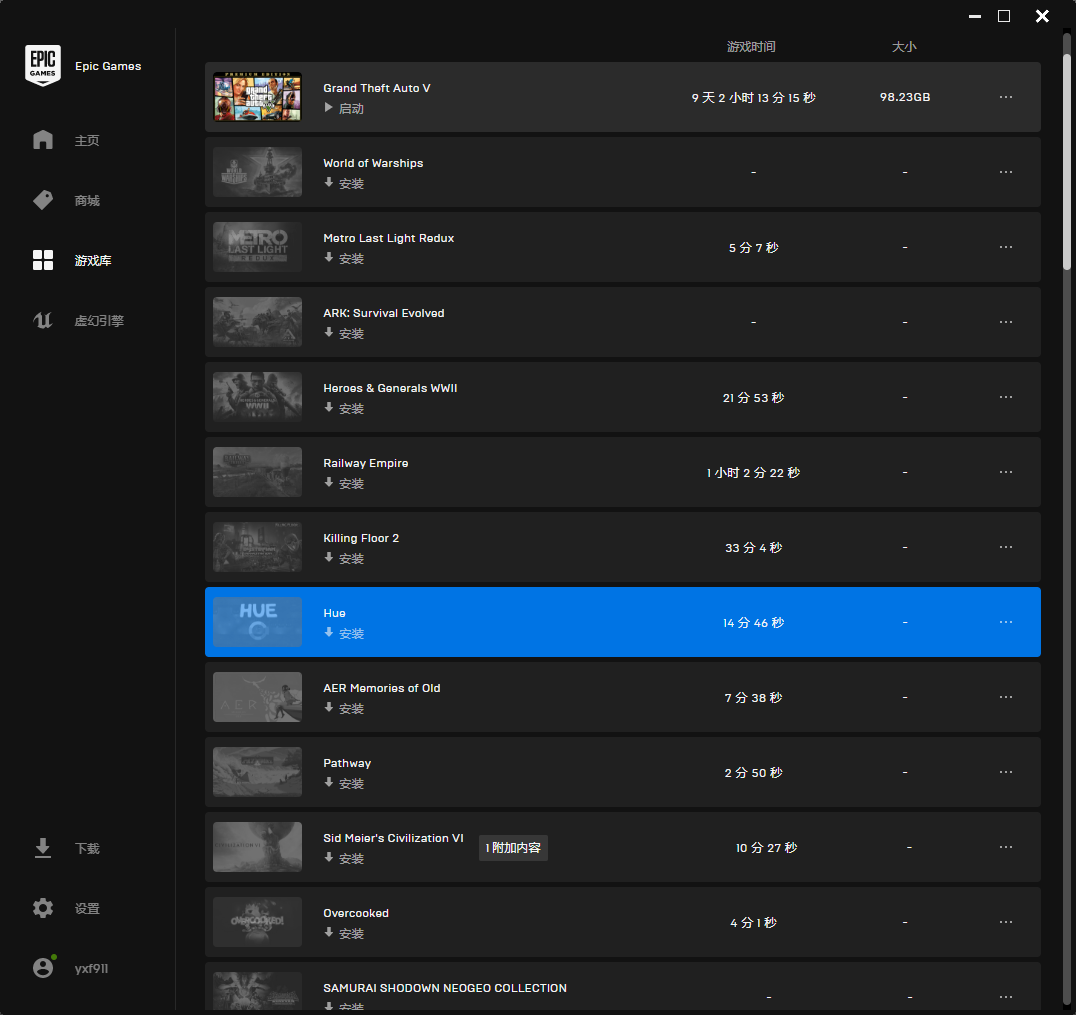 EPIC
GAMES
Epic Games
主页
商城
游戏库
虚幻引擎
下载
设置
yxf911
游戏时间 大小
PREMIUM EDITION
grand theft auto V
Grand Theft Auto V
启动
9 天 2 小时 13 分 15 秒 98.23GB ...
WORLD OF WARSHIPS
World of Warships
安装
- - ...
METRO
LAST LIGHT
REDUX
Metro Last Light Redux
安装
5 分 7 秒 - ...
ARK: Survival Evolved
安装
- - ...
WWII
Heroes & Generals WWII
安装
21 分 53 秒 - ...
Railway Empire
安装
1 小时 2 分 22 秒 - ...
Killing Floor 2
安装
33 分 4 秒 - ...
HUE
Hue
安装
14 分 46 秒 - ...
AER
AER Memories of Old
安装
7 分 38 秒 - ...
Pathway
安装
2 分 50 秒 - ...
CIVILIZATION VI
Sid Meier's Civilization VI
安装
1 附加内容
10 分 27 秒 - ...
OVERCOOKED!
Overcooked
安装
4 分 1 秒 - ...
SAMURAI SHODOWN NEOGEO COLLECTION
安装
- - ...